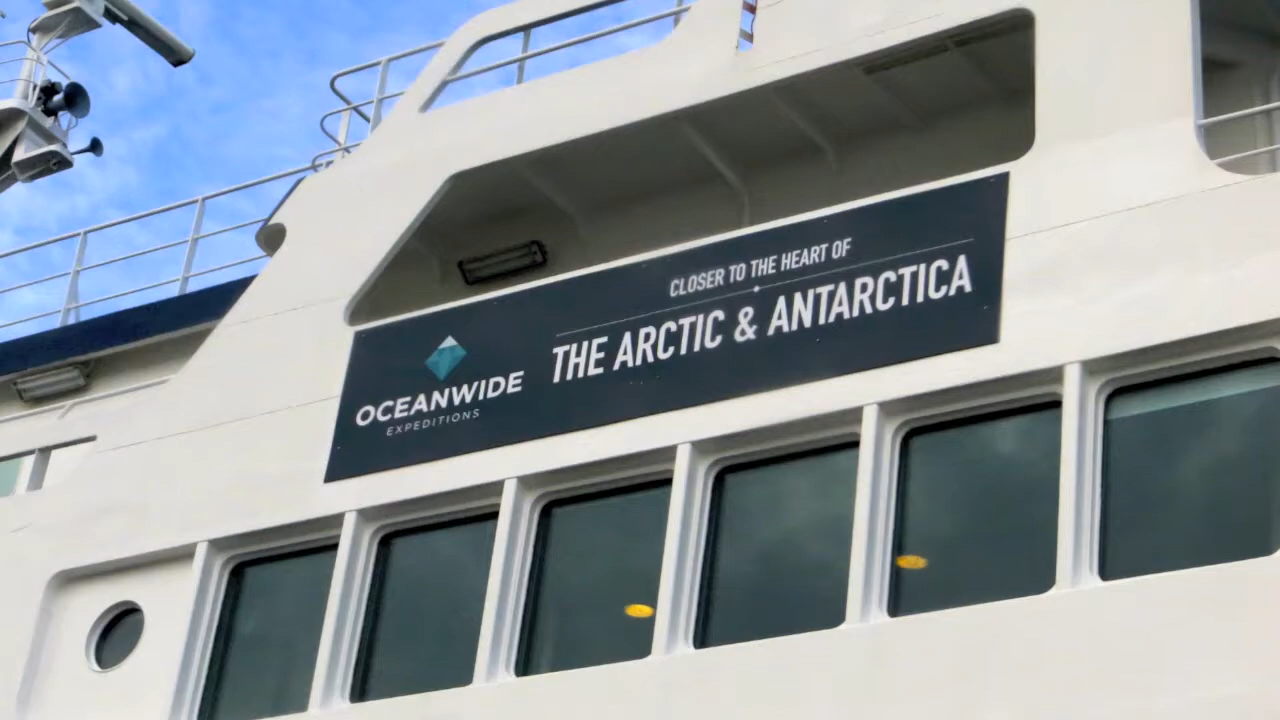 CLOSER TO THE HEART OF
THE ARCTIC & ANTARCTICA
OCEANWIDE
EXPEDITIONS